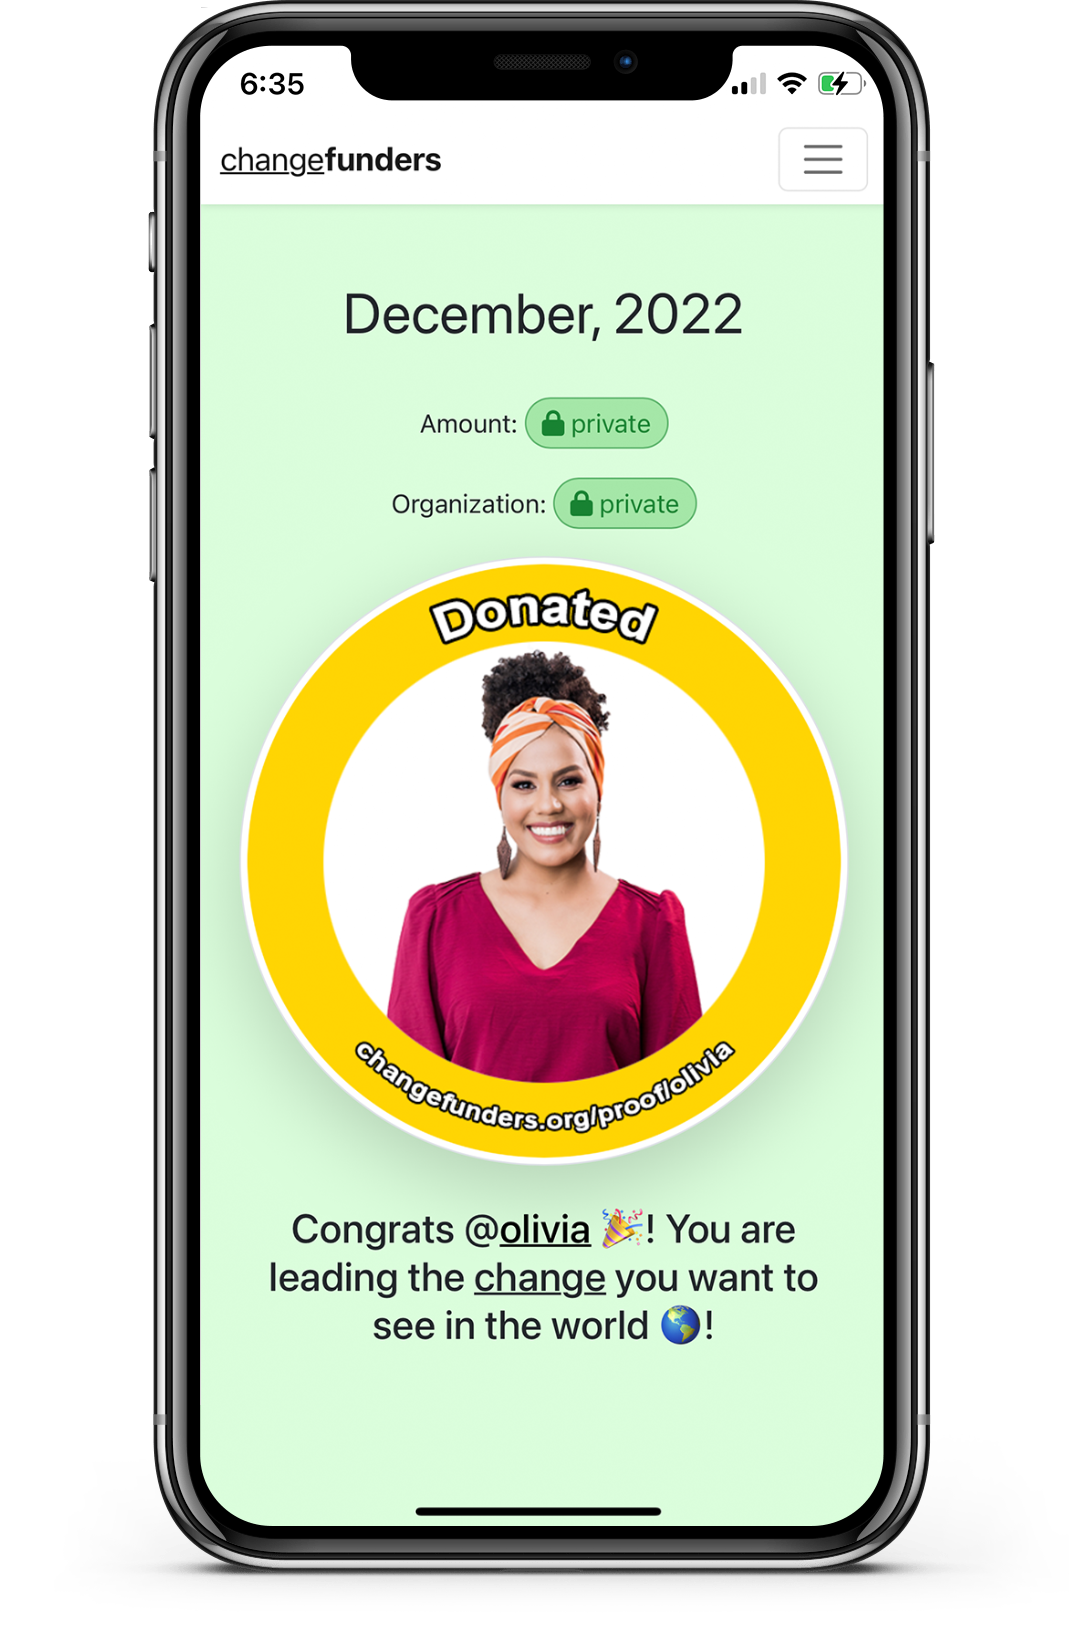 6:35
changefunders
December, 2022
Amount: private
Organization: private
Donated
changefunders.org/proof/olivia
Congrats @olivia 🎉! You are
leading the change you want to
see in the world 🌎!